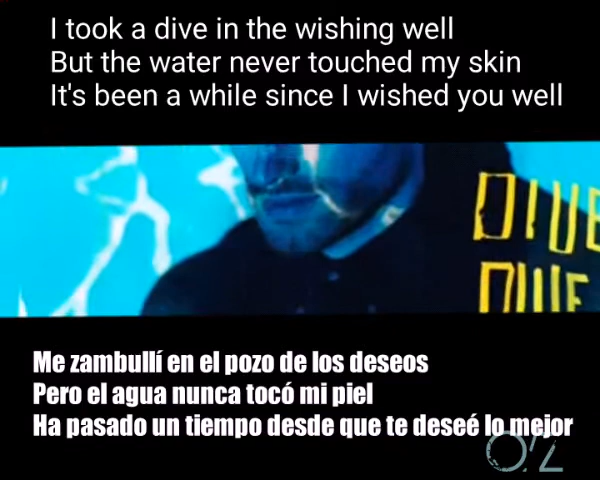 I took a dive in the wishing well
But the water never touched my skin
It's been a while since I wished you well
DIVE
DIVE
Me zambullí en el pozo de los deseos
Pero el agua nunca tocó mi piel
Ha pasado un tiempo desde que te deseé lo mejor